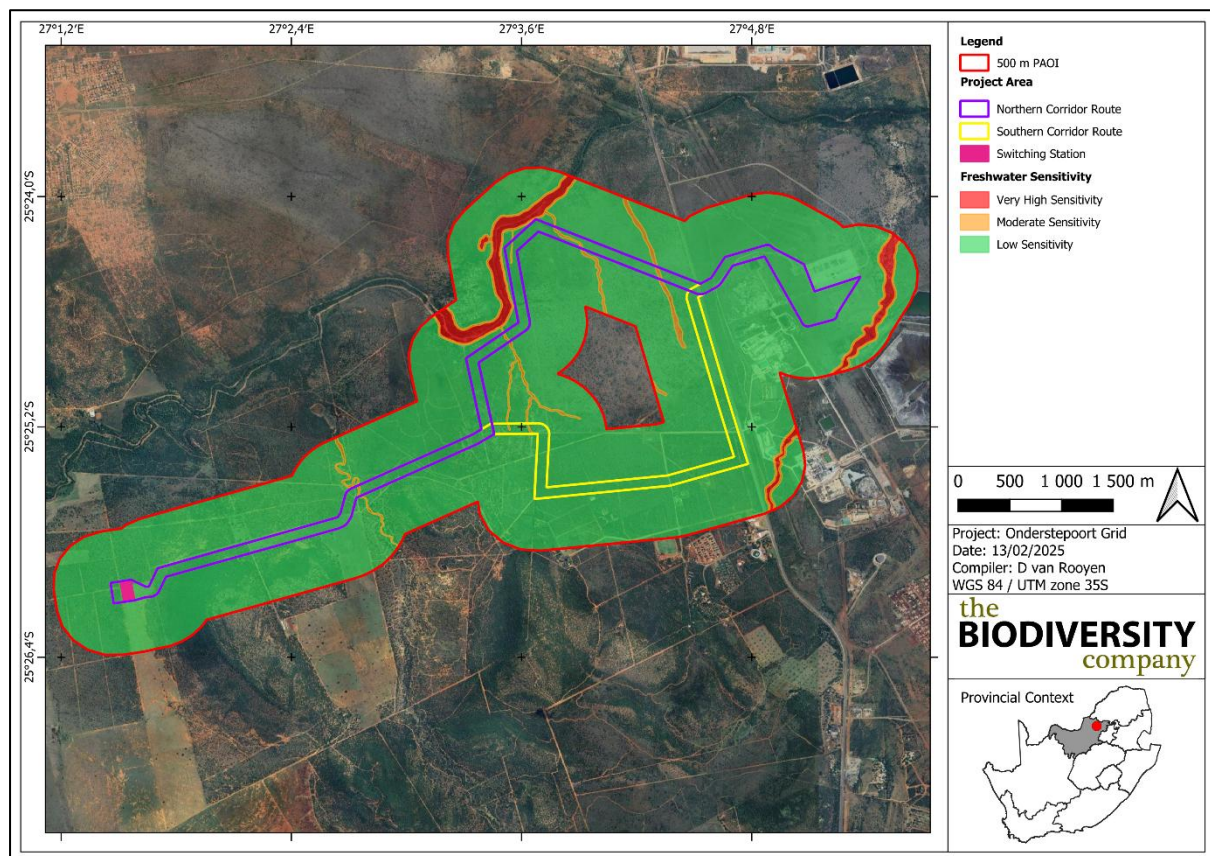 27°1,2'E 27°2,4'E 27°3,6'E 27°4,8'E
25°24,0'S
25°25,2'S
25°26,4'S
Legend
500 m PAOI
Project Area
Northern Corridor Route
Southern Corridor Route
Switching Station
Freshwater Sensitivity
Very High Sensitivity
Moderate Sensitivity
Low Sensitivity
0 500 1 000 1 500 m
Project: Onderstepoort Grid
Date: 13/02/2025
Compiler: D van Rooyen
WGS 84 / UTM zone 35S
the
BIODIVERSITY
company
Provincial Context